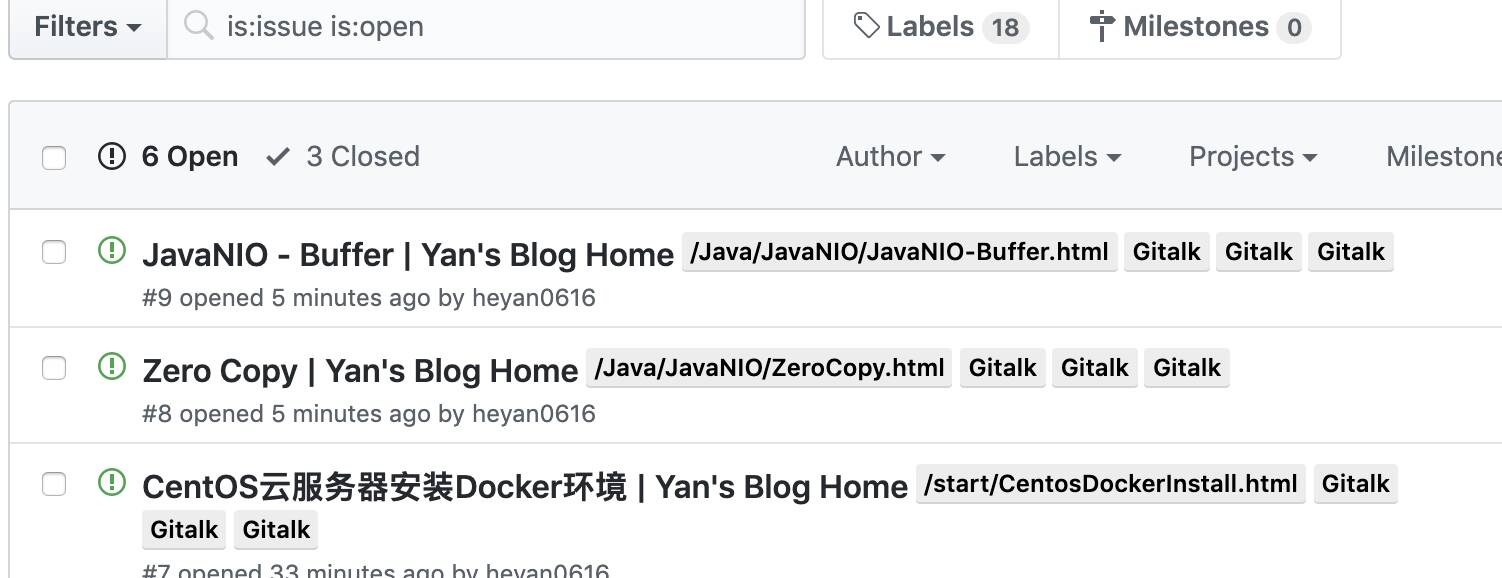 Filters is:issue is:open Labels 18 Milestones 0
6 Open 3 Closed Author Labels Projects Milestone
JavaNIO - Buffer | Yan's Blog Home /Java/JavaNIO/JavaNIO-Buffer.html Gitalk Gitalk Gitalk
#9 opened 5 minutes ago by heyan0616
Zero Copy | Yan's Blog Home /Java/JavaNIO/ZeroCopy.html Gitalk Gitalk Gitalk
#8 opened 5 minutes ago by heyan0616
CentOS云服务器安装Docker环境 | Yan's Blog Home /start/CentosDockerInstall.html Gitalk
Gitalk Gitalk
#7 opened 33 minutes ago by heyan0616